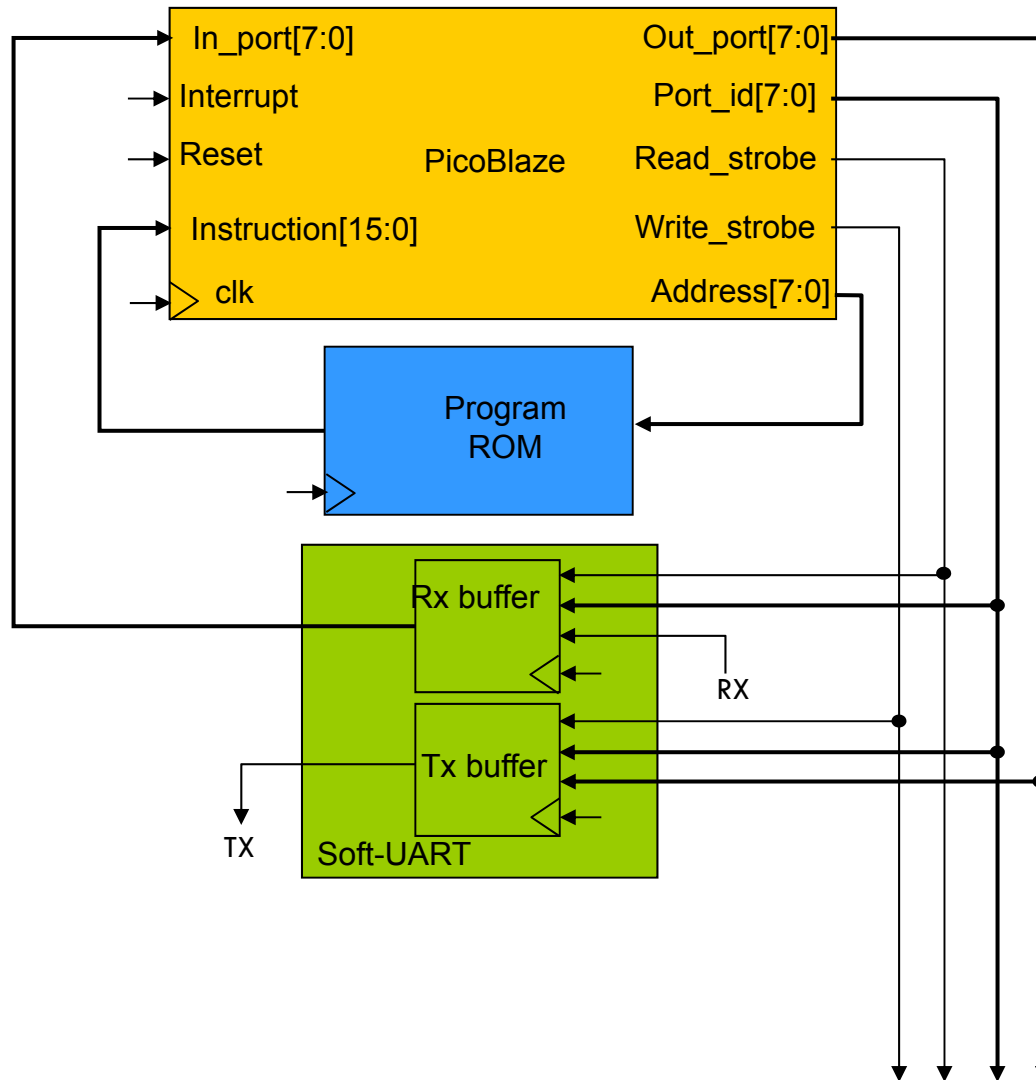 In_port[7:0]
Out_port[7:0]
Interrupt
Port_id[7:0]
Reset
PicoBlaze
Read_strobe
Instruction[15:0]
Write_strobe
clk
Address[7:0]
Program
ROM
Rx buffer
RX
Tx buffer
TX
Soft-UART